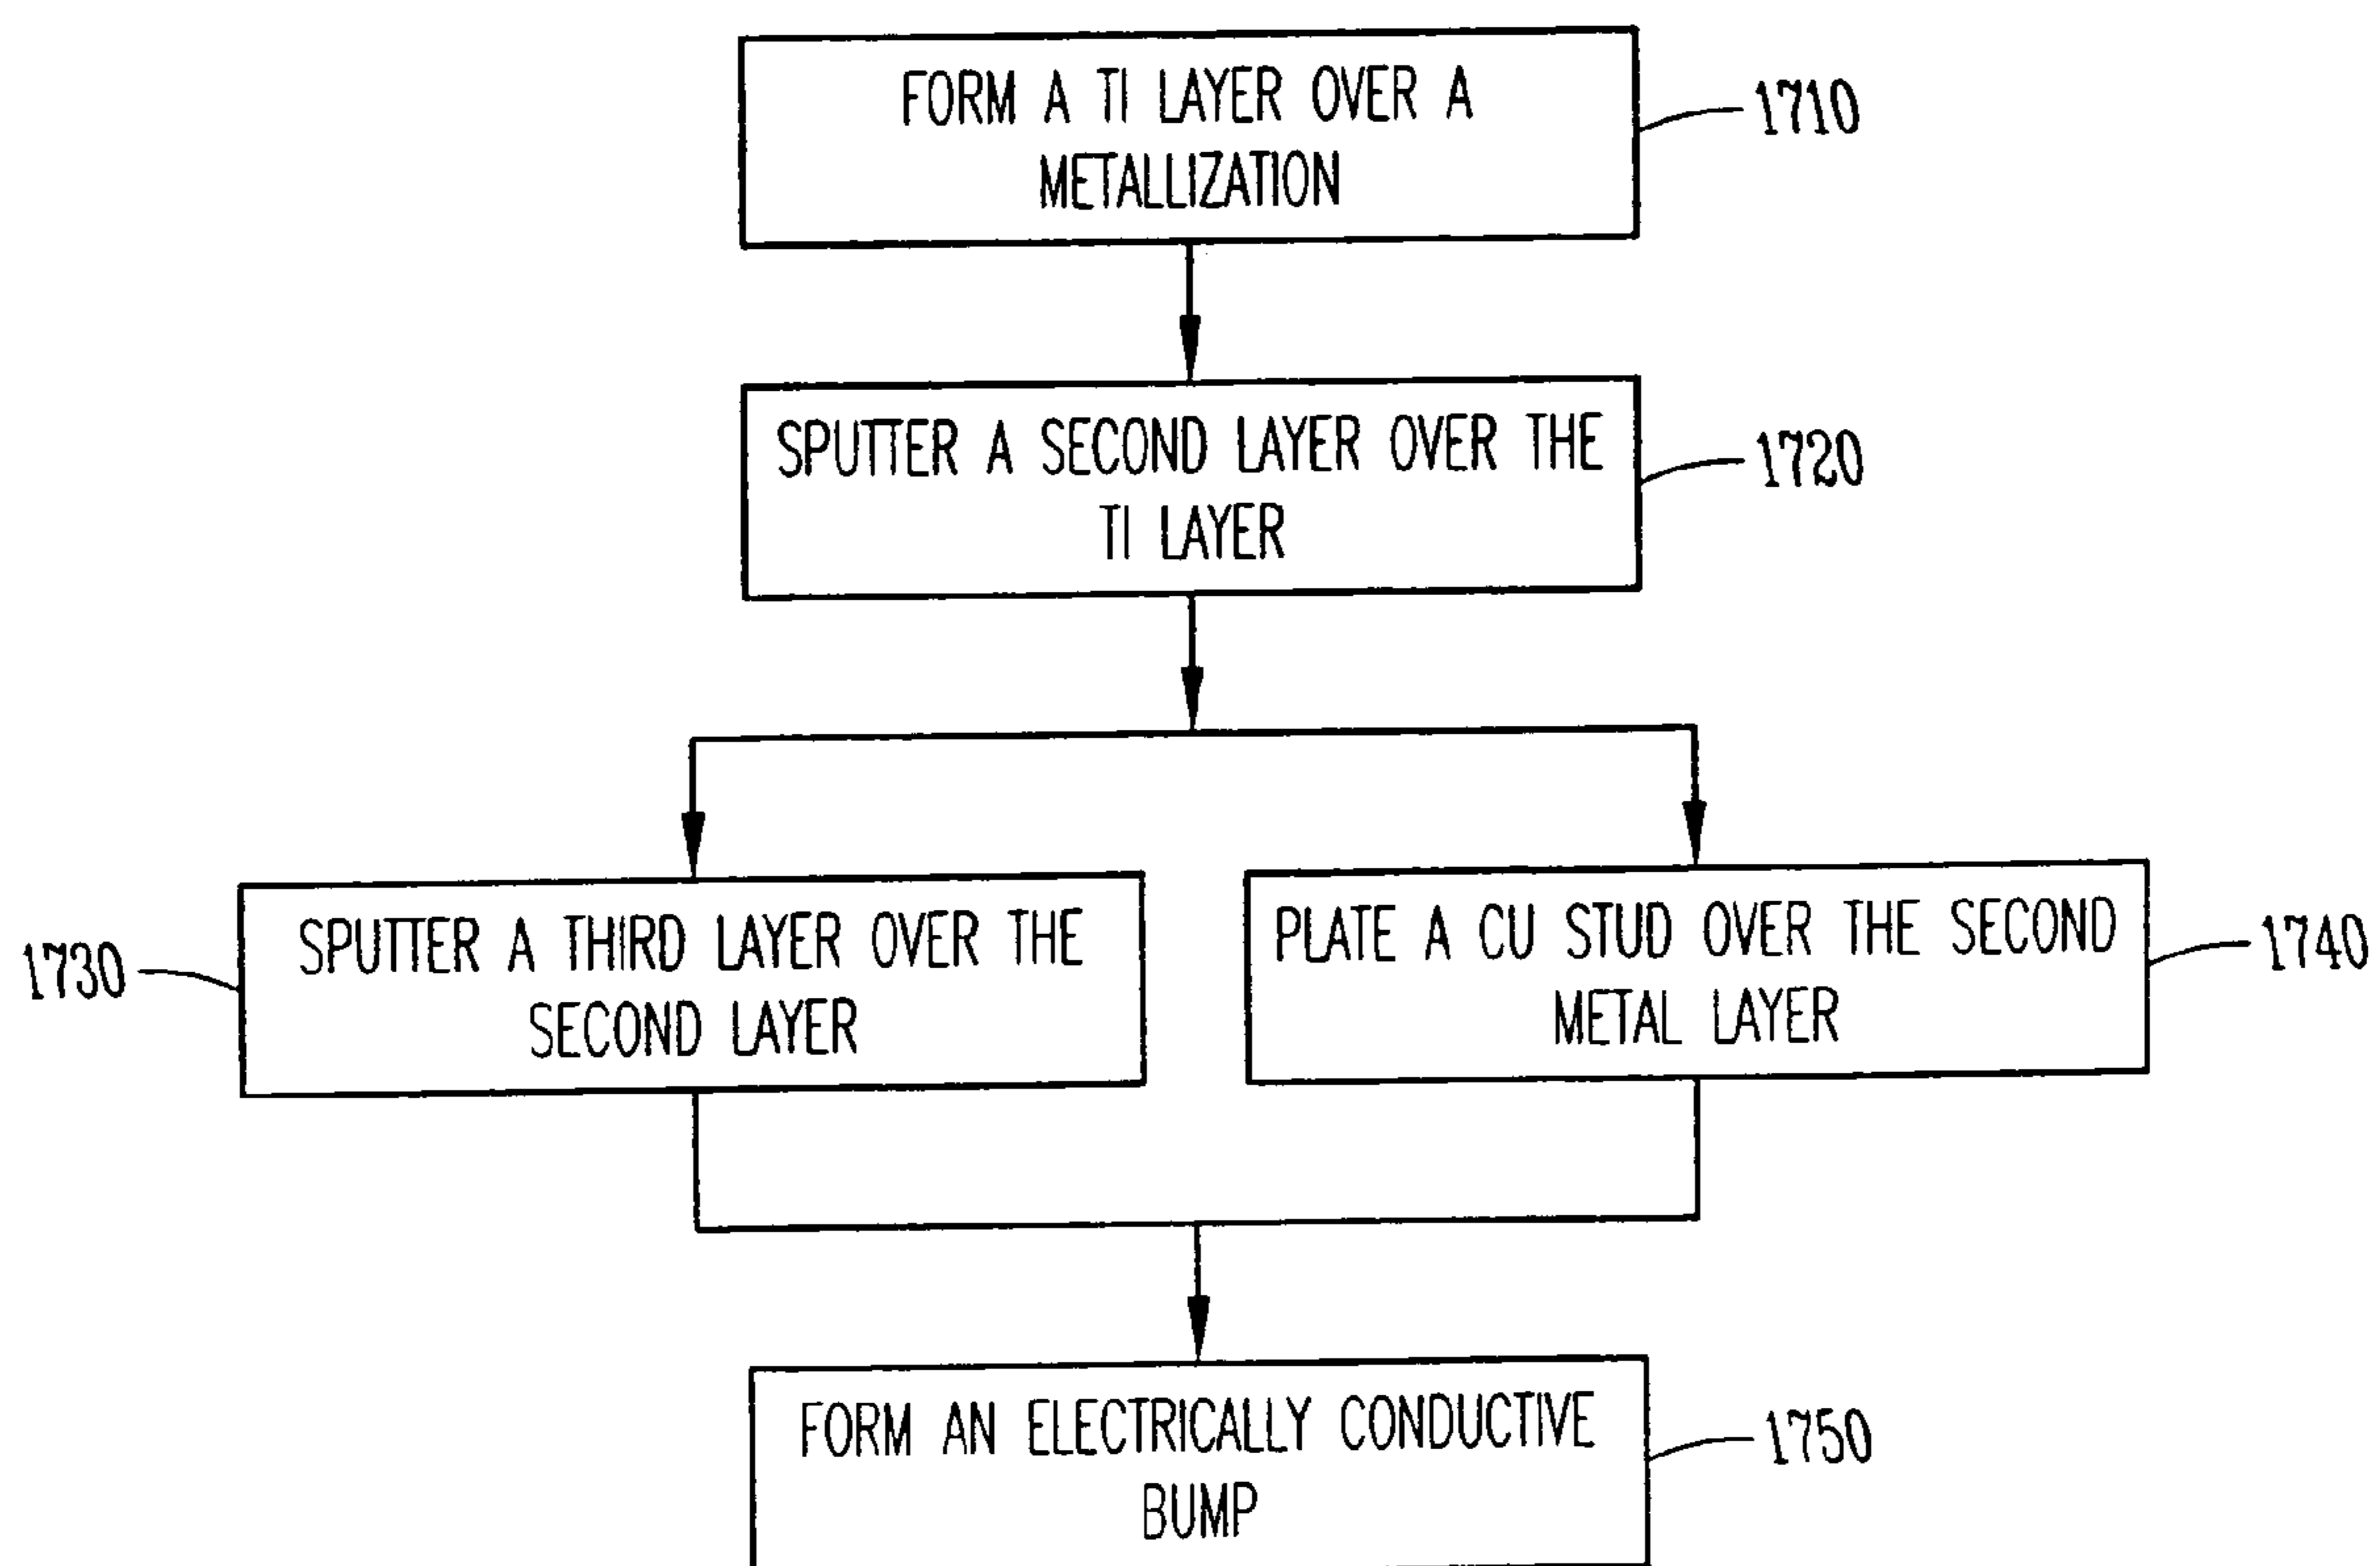 FORM A TI LAYER OVER A
METALLIZATION
1710
SPUTTER A SECOND LAYER OVER THE
TI LAYER
1720
1730
SPUTTER A THIRD LAYER OVER THE
SECOND LAYER
PLATE A CU STUD OVER THE SECOND
METAL LAYER
1740
FORM AN ELECTRICALLY CONDUCTIVE
BUMP
1750